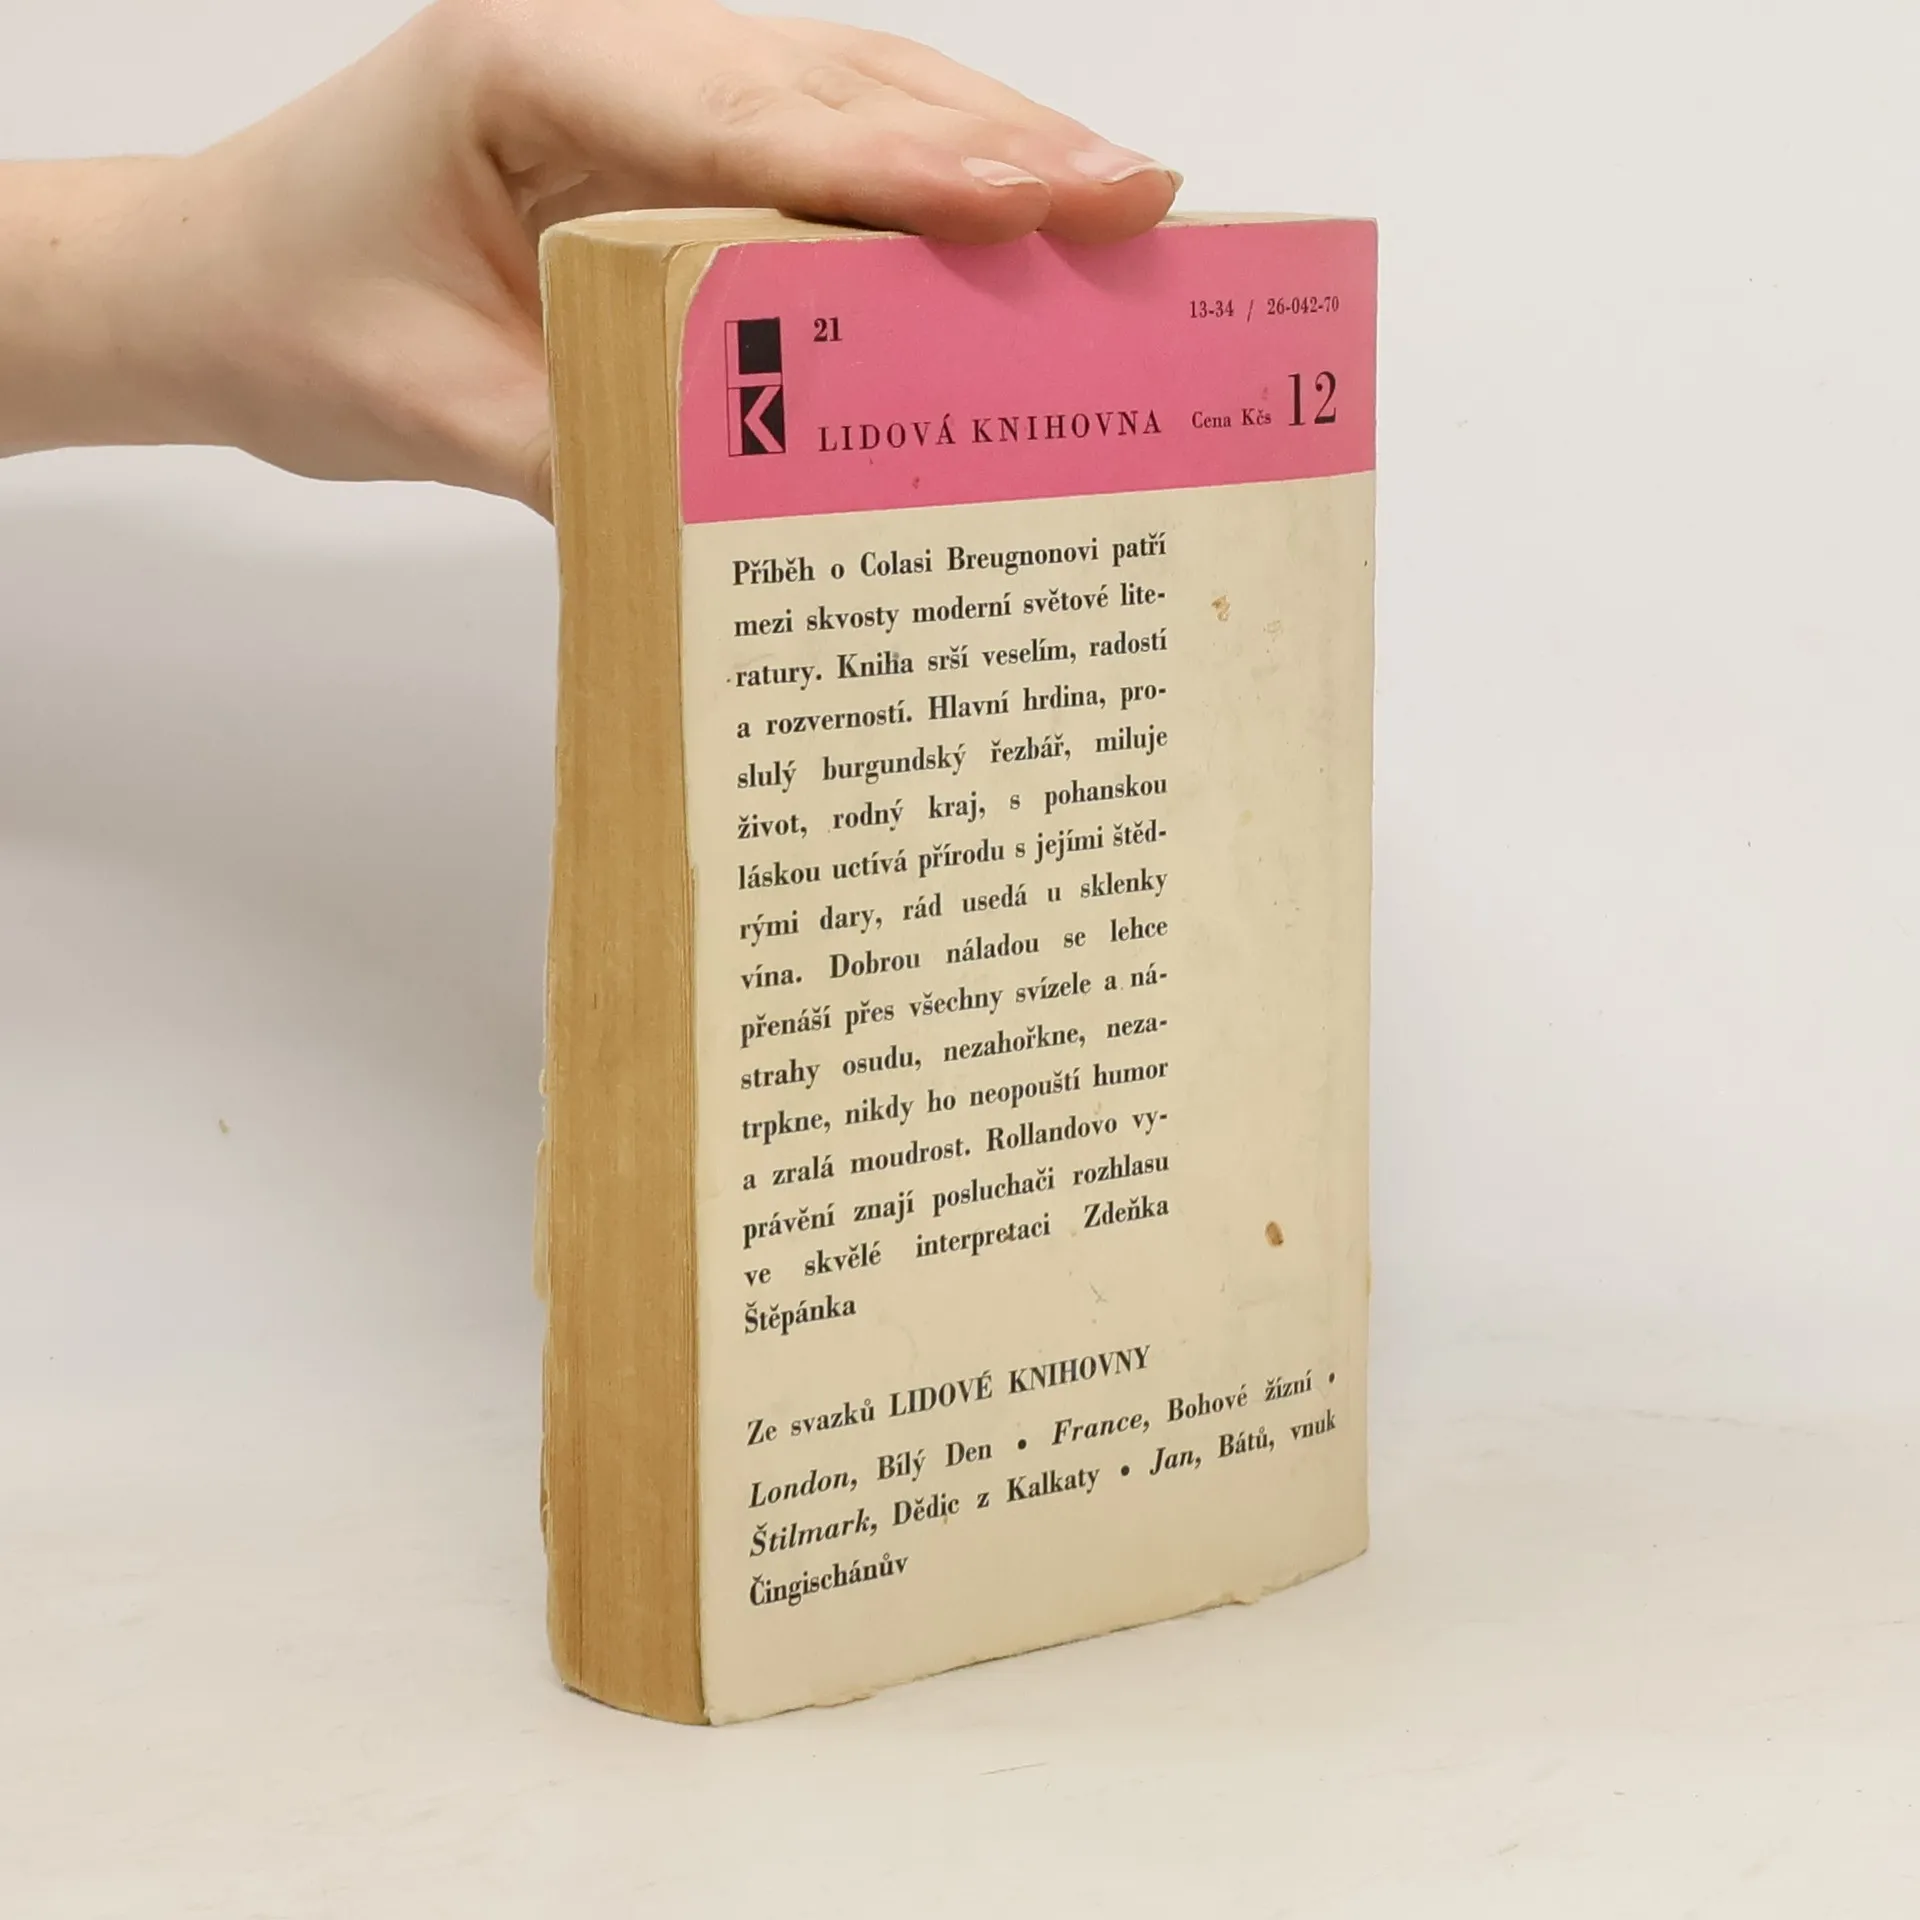 LK
21
13-34 / 26-042-70
LIDOVÁ KNIHOVNA Cena Kčs 12
Příběh o Colasi Breugnonovi patří
mezi skvosty moderní světové lite-
ratury. Kniha srší veselím, radostí
a rozverností. Hlavní hrdina, pro-
slulý burgundský řezbář, miluje
život, rodný kraj, s pohanskou
láskou uctívá přírodu s jejími štěd-
rými dary, rád usedá u sklenky
vína. Dobrou náladou se lehce
přenáší přes všechny svízele a ná-
strahy osudu, nezahořkne, neza-
trpkne, nikdy ho neopouští humor
a zralá moudrost. Rollandovo vy-
právění znají posluchači rozhlasu
ve skvělé interpretaci Zdeňka
Štěpánka
Ze svazků LIDOVÉ KNIHOVNY
London, Bílý Den • France, Bohové žízní •
Štilmark, Dědic z Kalkaty • Jan, Bátů, vnuk
Čingischánův